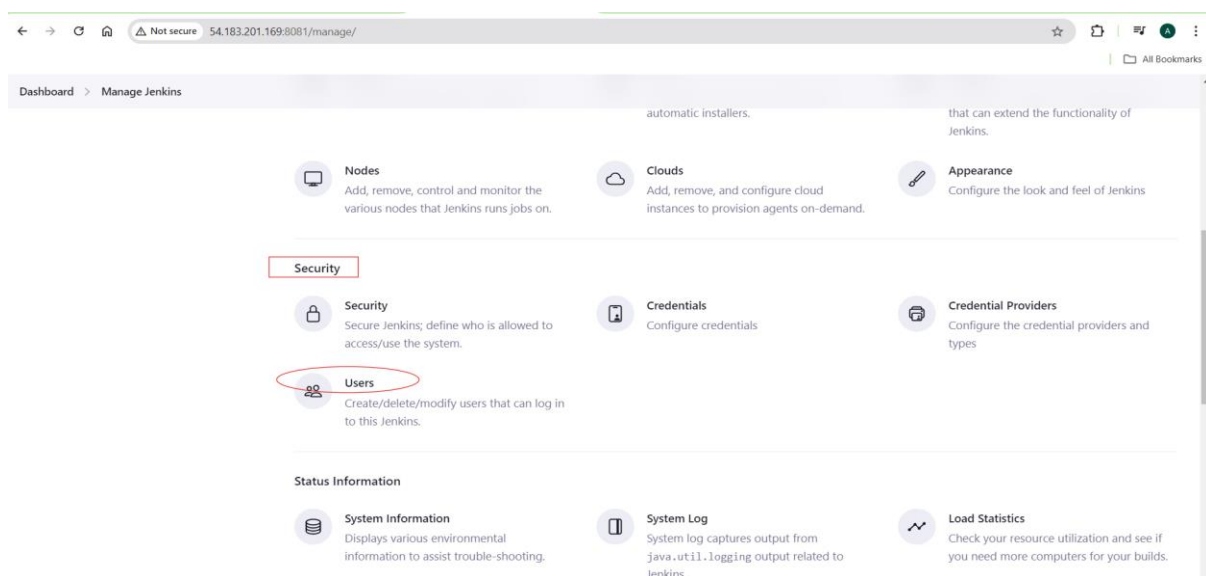 Not secure
54.183.201.169:8081/manage/
A
All Bookmarks
Dashboard > Manage Jenkins
automatic installers.
that can extend the functionality of
Jenkins.
Nodes
Add, remove, control and monitor the
various nodes that Jenkins runs jobs on.
Clouds
Add, remove, and configure cloud
instances to provision agents on-demand.
Appearance
Configure the look and feel of Jenkins
Security
Security
Secure Jenkins; define who is allowed to
access/use the system.
Credentials
Configure credentials
Credential Providers
Configure the credential providers and
types
Users
Create/delete/modify users that can log in
to this Jenkins.
Status Information
System Information
Displays various environmental
information to assist trouble-shooting.
System Log
System log captures output from
java.util.logging output related to
Jenkins
Load Statistics
Check your resource utilization and see if
you need more computers for your builds.